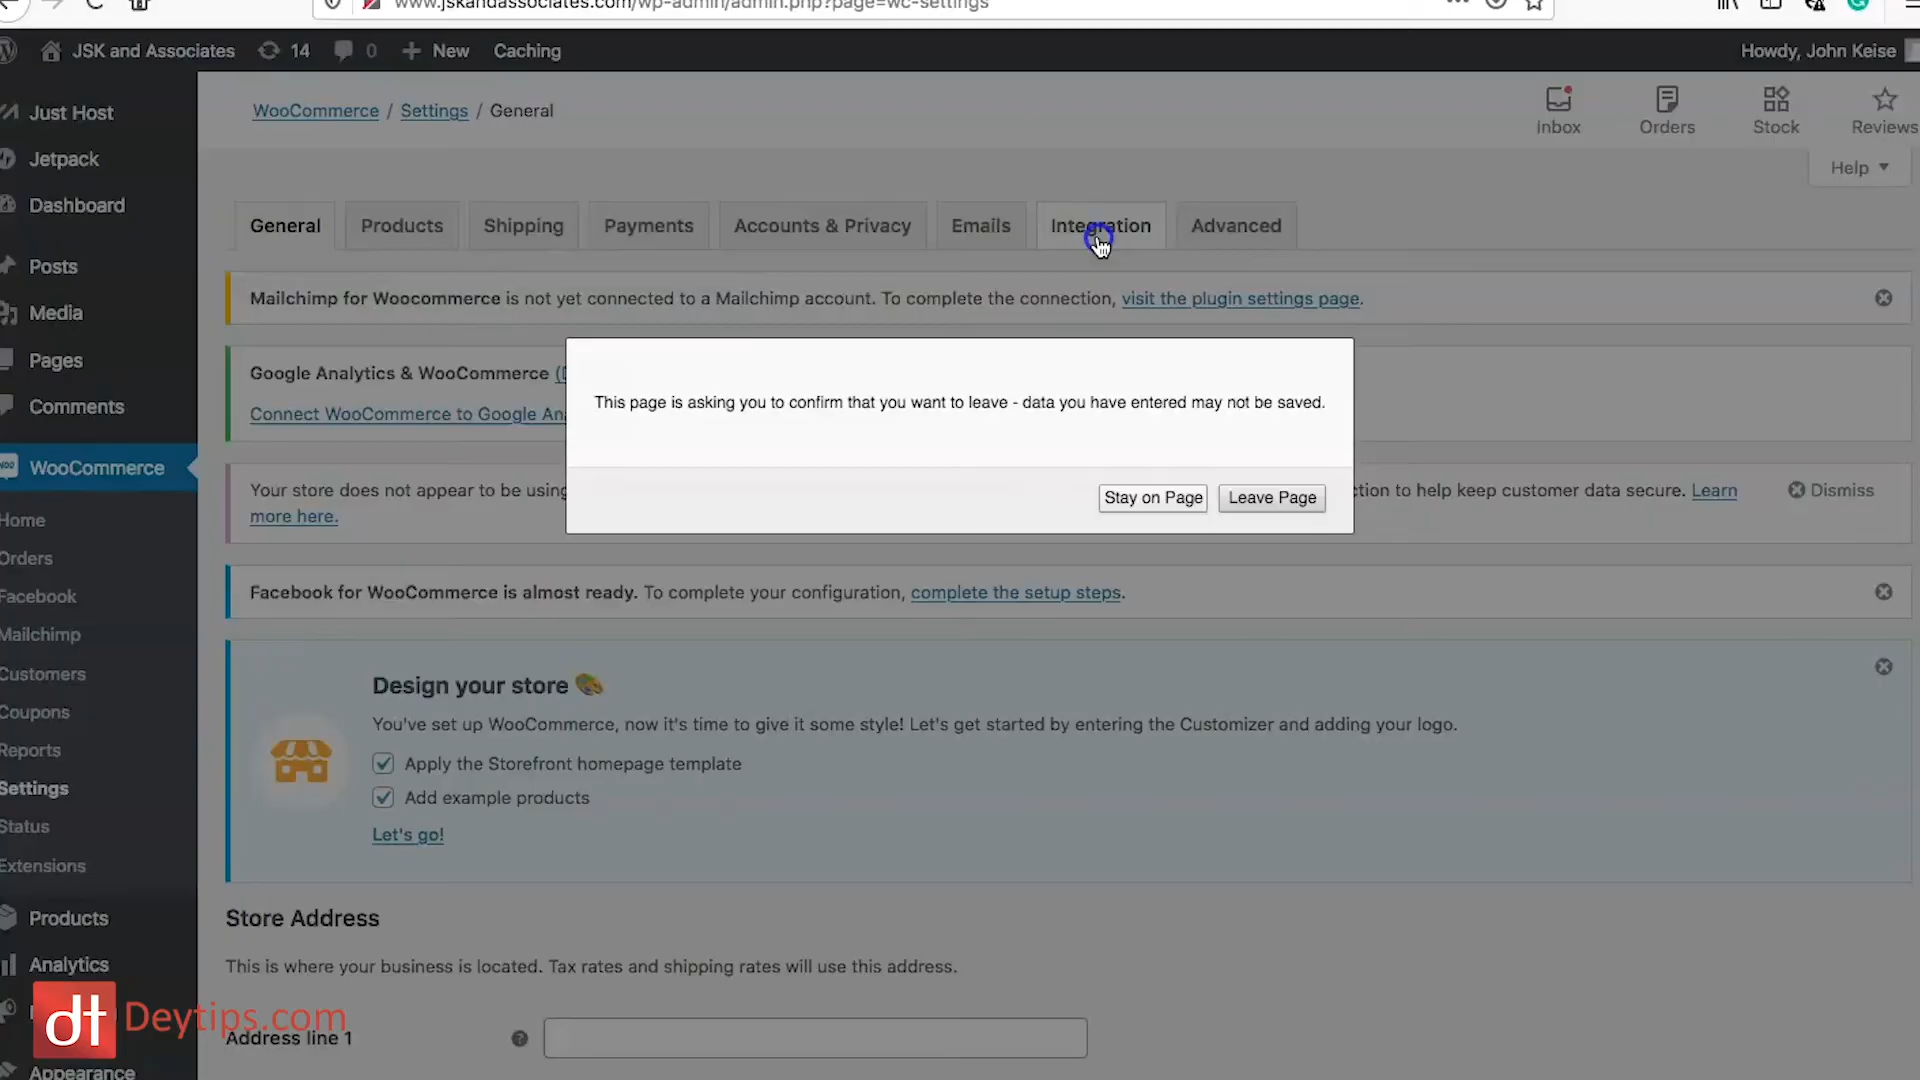 www.jskandassociates.com/wp-admin/admin.php?page=wc-settings
JSK and Associates 14 0 New Caching Howdy, John Keise
Just Host
Jetpack
Dashboard
Posts
Media
Pages
Comments
WooCommerce
Home
Orders
Facebook
Mailchimp
Customers
Coupons
Reports
Settings
Status
Extensions
Products
Analytics
Appearance
WooCommerce / Settings / General
Inbox Orders Stock Reviews
Help
General Products Shipping Payments Accounts & Privacy Emails Integration Advanced
Mailchimp for Woocommerce is not yet connected to a Mailchimp account. To complete the connection, visit the plugin settings page.
Google Analytics & WooCommerce
Connect WooCommerce to Google
This page is asking you to confirm that you want to leave - data you have entered may not be saved.
Stay on Page Leave Page
Your store does not appear to be using to help keep customer data secure. Learn
more here.
Dismiss
Facebook for WooCommerce is almost ready. To complete your configuration, complete the setup steps.
Design your store
You've set up WooCommerce, now it's time to give it some style! Let's get started by entering the Customizer and adding your logo.
Apply the Storefront homepage template
Add example products
Let's go!
Store Address
This is where your business is located. Tax rates and shipping rates will use this address.
Address line 1
dt Deytips.com